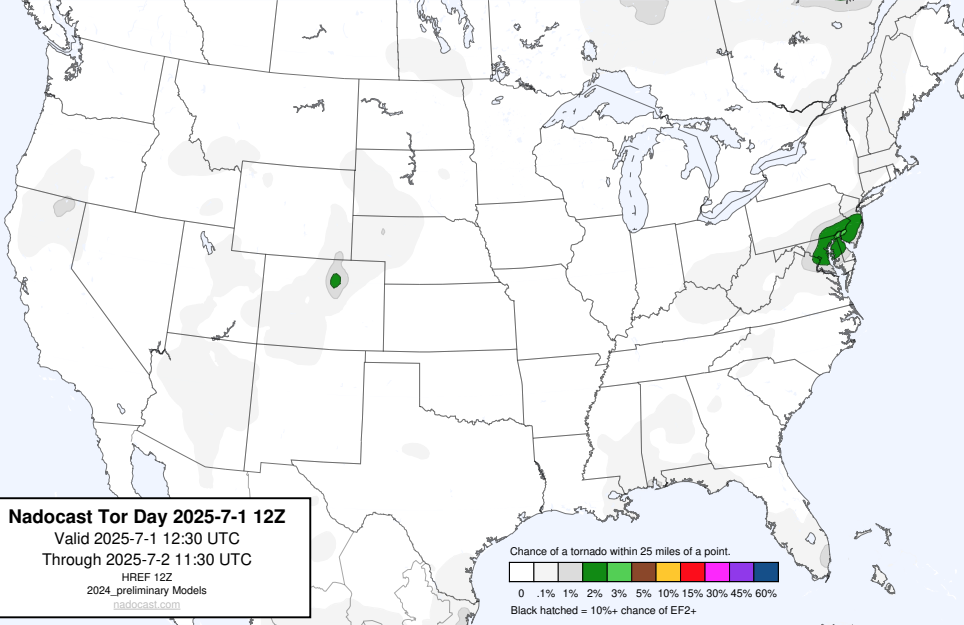 Nadocast Tor Day 2025-7-1 12Z
Valid 2025-7-1 12:30 UTC
Through 2025-7-2 11:30 UTC
HREF 12Z
2024_preliminary Models
nadocast.com
Chance of a tornado within 25 miles of a point.
0 .1% 1% 2% 3% 5% 10% 15% 30% 45% 60%
Black hatched = 10%+ chance of EF2+